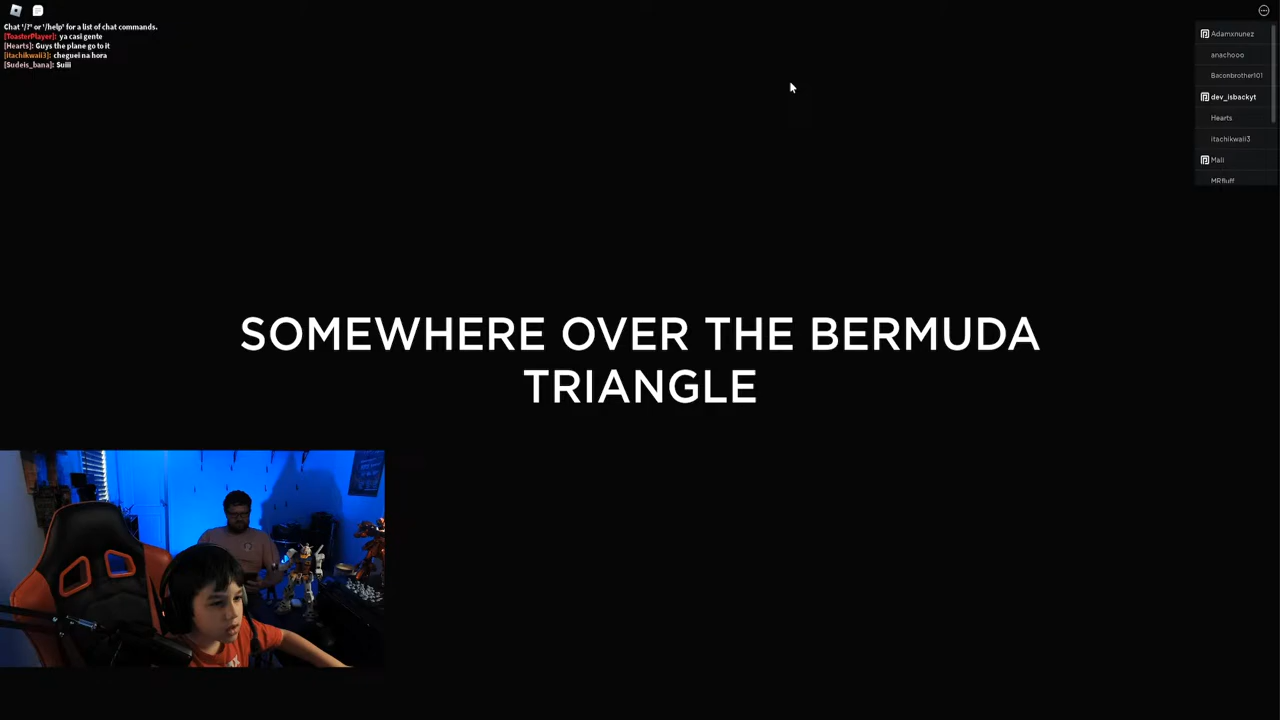 Chat '/?' or '/help' for a list of chat commands.
[ToasterPlayer]: ya casi gente
[Hearts]: Guys the plane go to it
[itachikwaii3]: cheguei na hora
[Sudeis_bana]: Suiii
Adamxnunez
anachooo
Baconbrother101
dev_isbackyt
Hearts
itachikwaii3
Mall
MRfluff
SOMEWHERE OVER THE BERMUDA
TRIANGLE